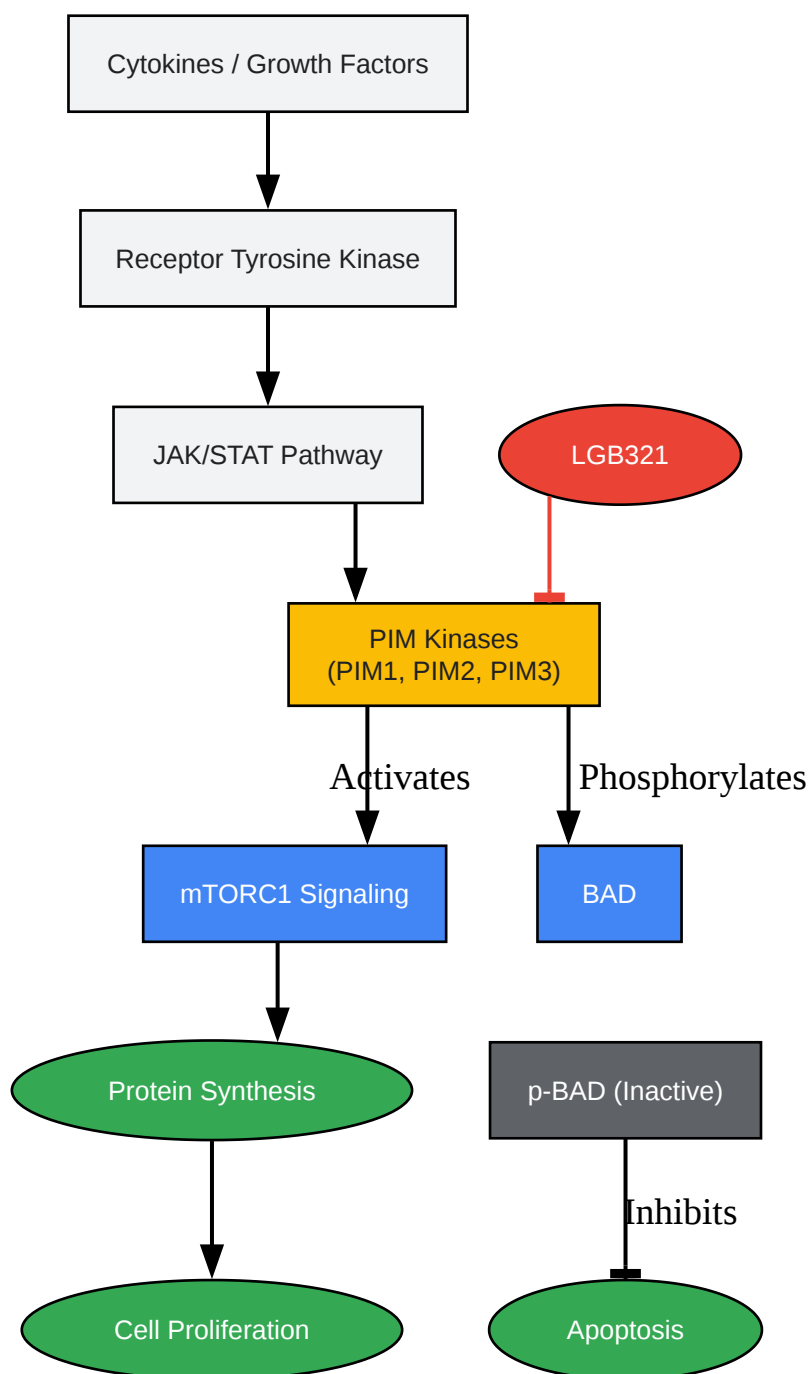 Cytokines / Growth Factors
Receptor Tyrosine Kinase
JAK/STAT Pathway
LGB321
PIM Kinases
(PIM1, PIM2, PIM3)
Activates
Phosphorylates
mTORC1 Signaling
BAD
Protein Synthesis
p-BAD (Inactive)
Inhibits
Cell Proliferation
Apoptosis